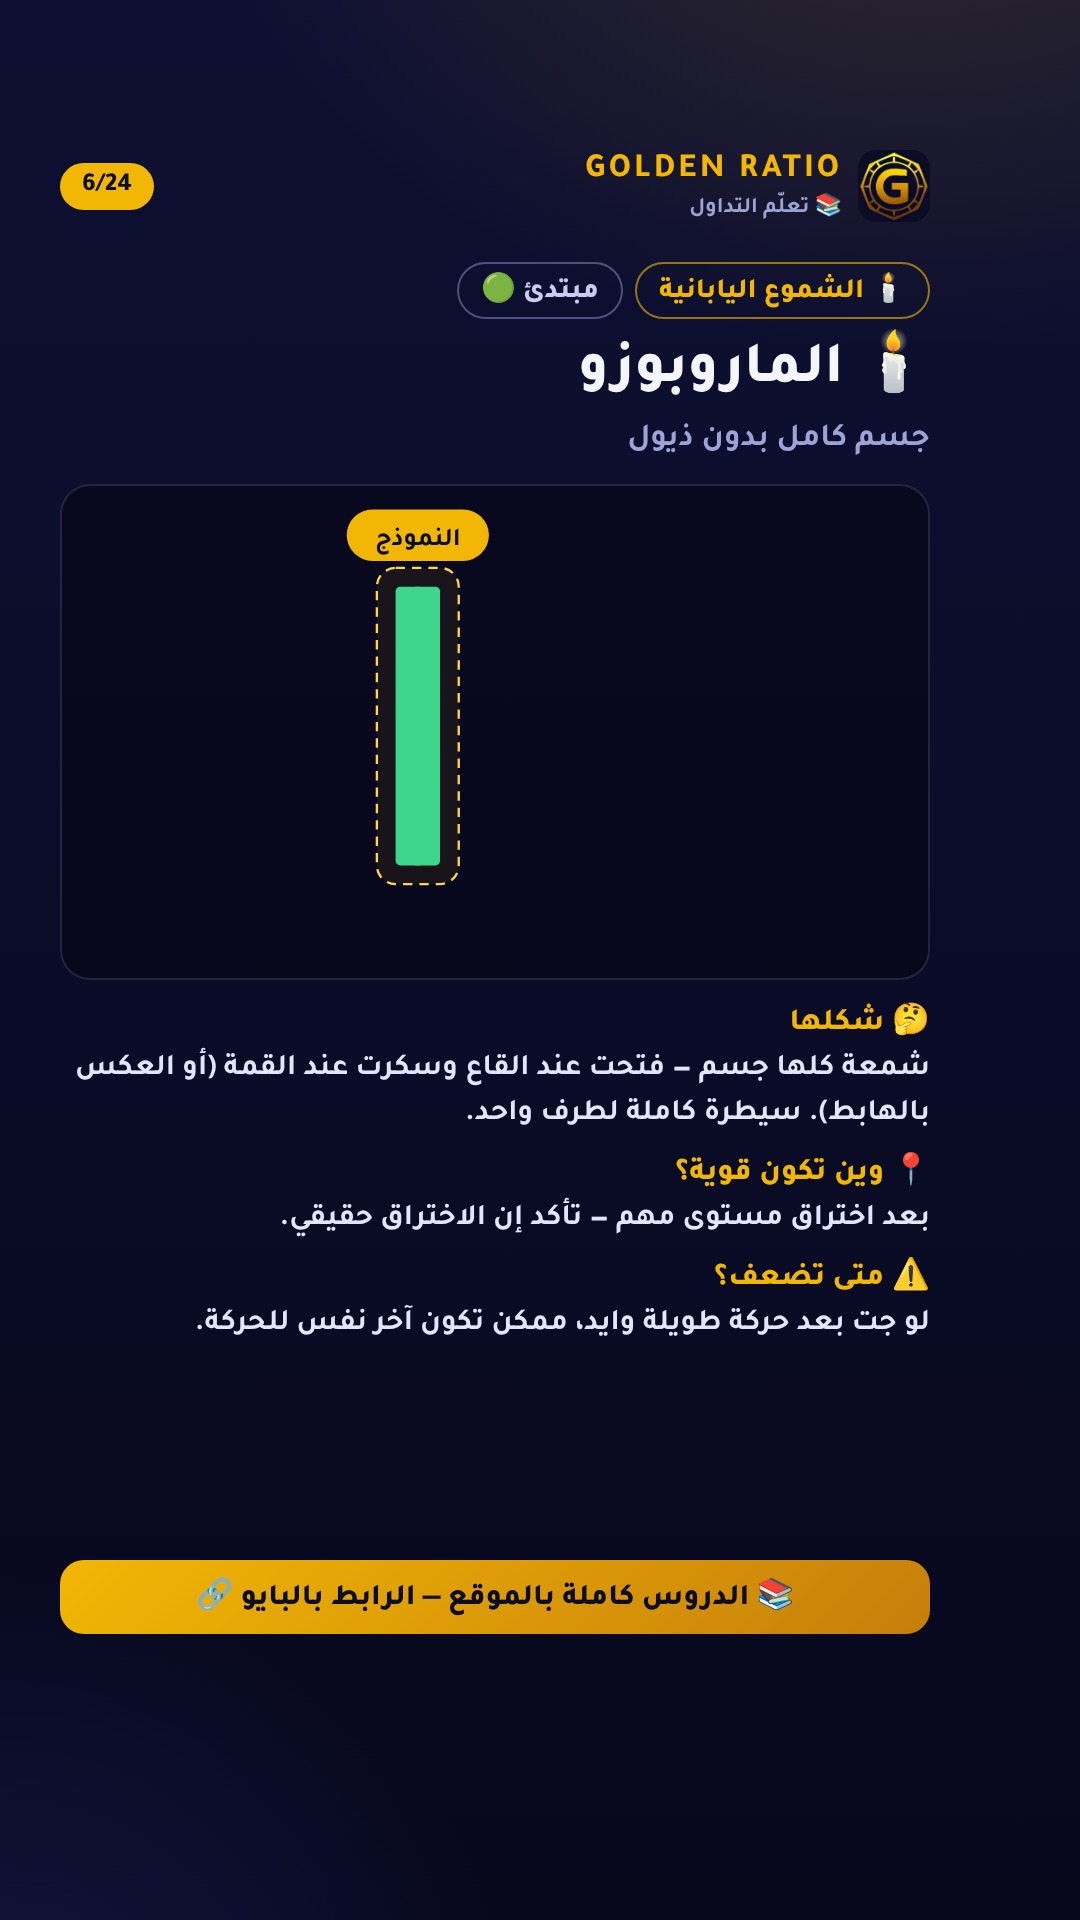 GOLDEN RATIO
📚 تعلّم التداول
6/24
🕯️ الشموع اليابانية
مبتدئ 🟢
🕯️ الماروبوزو
جسم كامل بدون ذيول
النموذج
🤔 شكلها
شمعة كلها جسم — فتحت عند القاع وسكرت عند القمة (أو العكس
بالهابط). سيطرة كاملة لطرف واحد.
📍 وين تكون قوية؟
بعد اختراق مستوى مهم — تأكد إن الاختراق حقيقي.
⚠️ متى تضعف؟
لو جت بعد حركة طويلة وايد، ممكن تكون آخر نفس للحركة.
📚 الدروس كاملة بالموقع — الرابط بالبايو 🔗